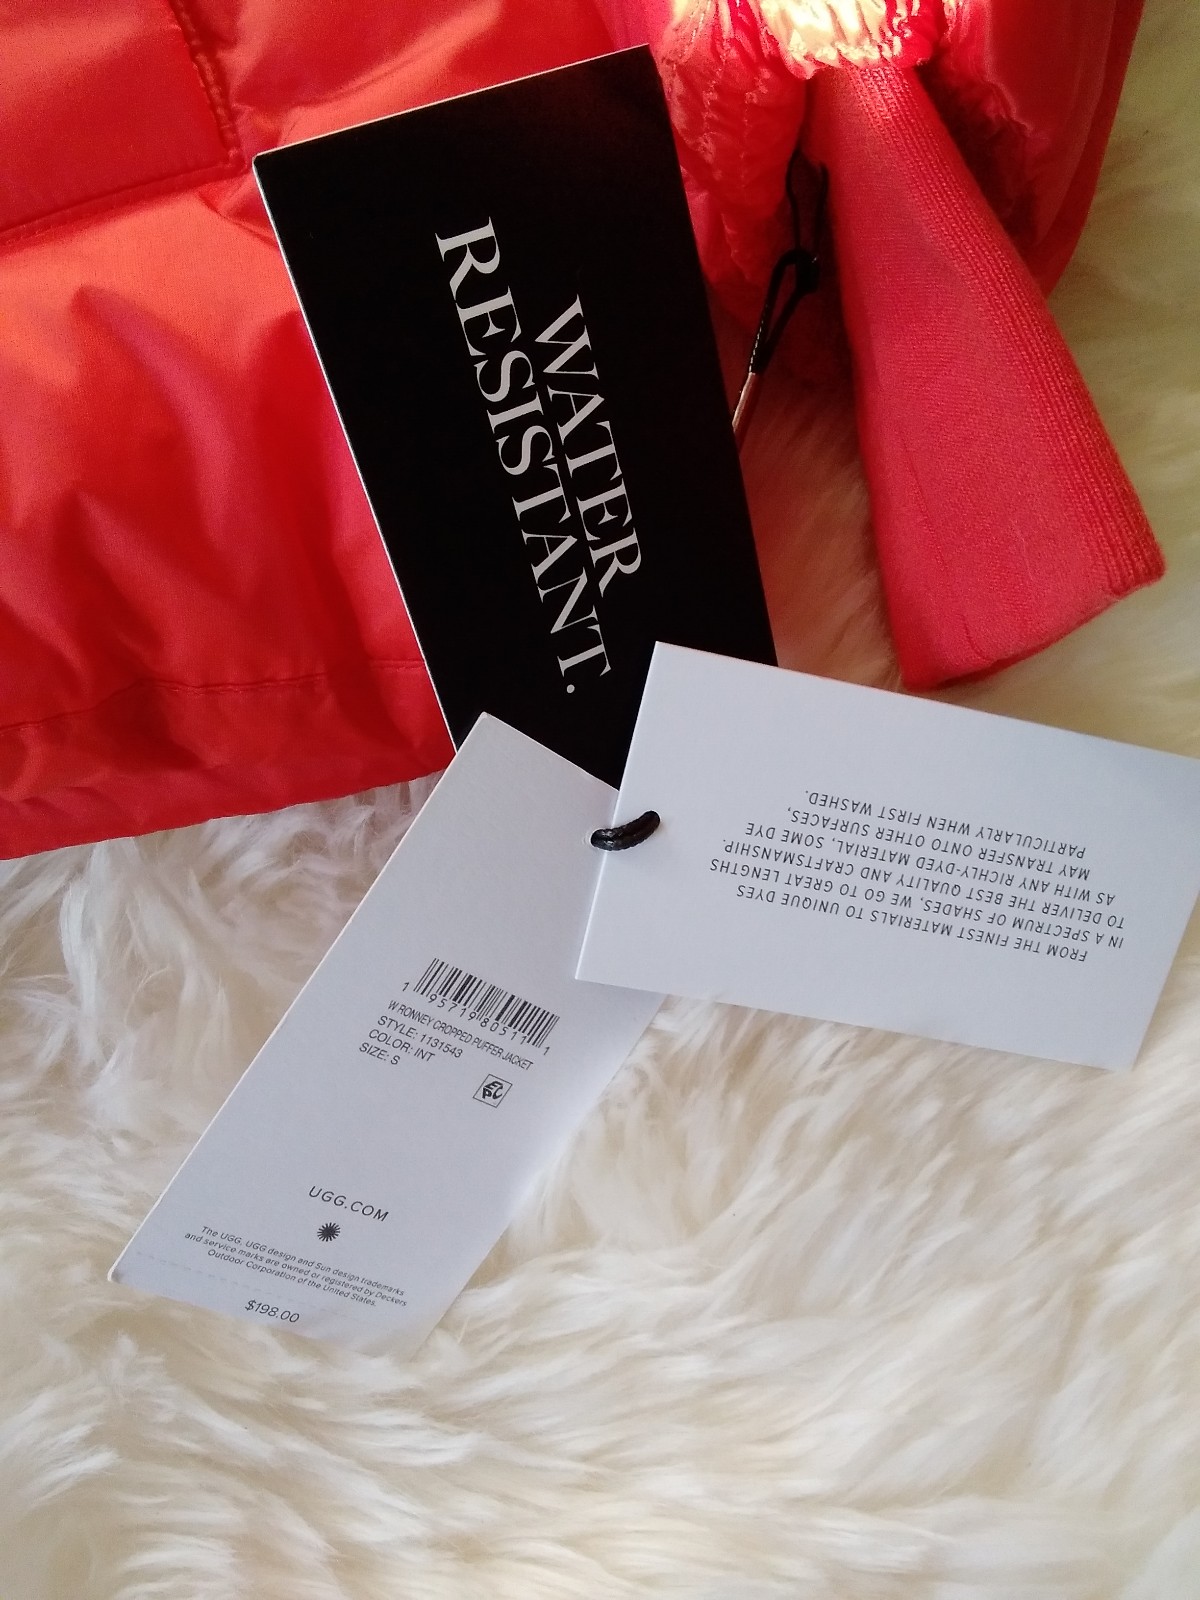 WATER
RESISTANT.
FROM THE FINEST MATERIALS TO UNIQUE DYES
IN A SPECTRUM OF SHADES, WE GO TO GREAT LENGTHS
TO DELIVER THE BEST QUALITY AND CRAFTSMANSHIP.
AS WITH ANY RICHLY-DYED MATERIAL, SOME DYE
MAY TRANSFER ONTO OTHER SURFACES,
PARTICULARLY WHEN FIRST WASHED.
1 95719 80511 1
W RONNEY CROPPED PUFFER JACKET
STYLE: 1131543
COLOR: INT
SIZE: S
UGG.COM
The UGG, UGG design and Sun design trademarks
and service marks are owned or registered by Deckers
Outdoor Corporation of the United States.
$198.00